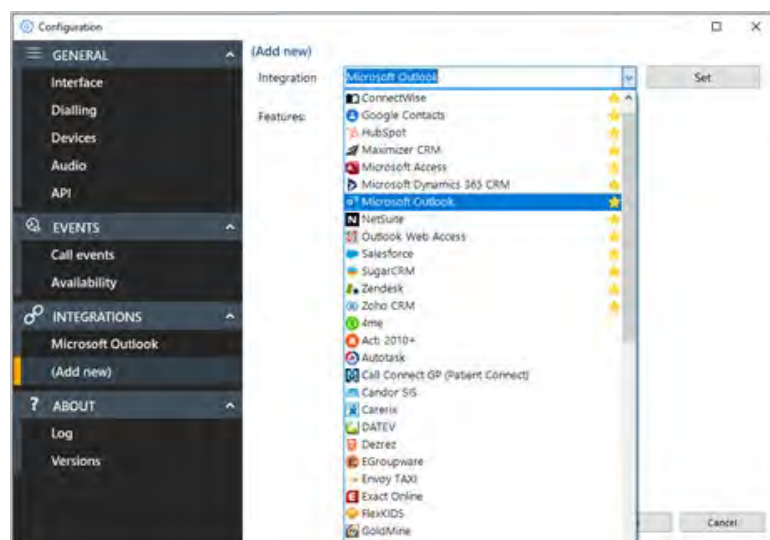 Configuration
GENERAL
Interface
Dialling
Devices
Audio
API
EVENTS
Call events
Availability
INTEGRATIONS
Microsoft Outlook
(Add new)
? ABOUT
Log
Versions
(Add new)
Integration
Microsoft Outlook
Set
Features:
ConnectWise
Google Contacts
HubSpot
Maximizer CRM
Microsoft Access
Microsoft Dynamics 365 CRM
Microsoft Outlook
NetSuite
Outlook Web Access
Salesforce
SugarCRM
Zendesk
Zoho CRM
4me
Act! 2010+
Autotask
Call Connect GP (Patient Connect)
Candor SIS
Carerix
DATEV
Dezrez
EGroupware
Envoy TAXI
Exact Online
FlexKIDS
GoldMine
Cancel